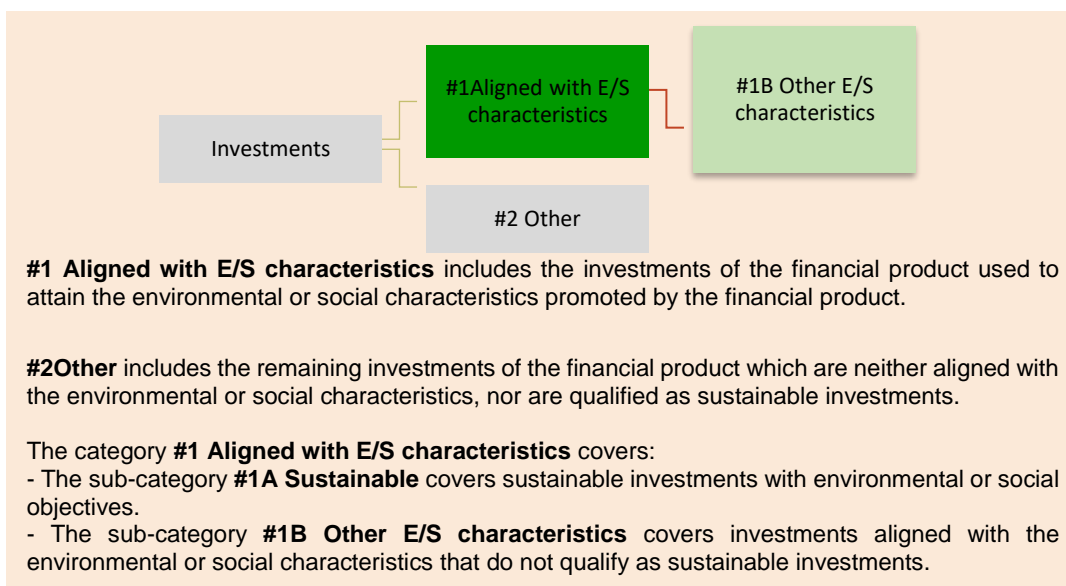 #1Aligned with E/S
characteristics
#1B Other E/S
characteristics
Investments
#2 Other
#1 Aligned with E/S characteristics includes the investments of the financial product used to
attain the environmental or social characteristics promoted by the financial product.
#2Other includes the remaining investments of the financial product which are neither aligned with
the environmental or social characteristics, nor are qualified as sustainable investments.
The category #1 Aligned with E/S characteristics covers:
- The sub-category #1A Sustainable covers sustainable investments with environmental or social
objectives.
- The sub-category #1B Other E/S characteristics covers investments aligned with the
environmental or social characteristics that do not qualify as sustainable investments.